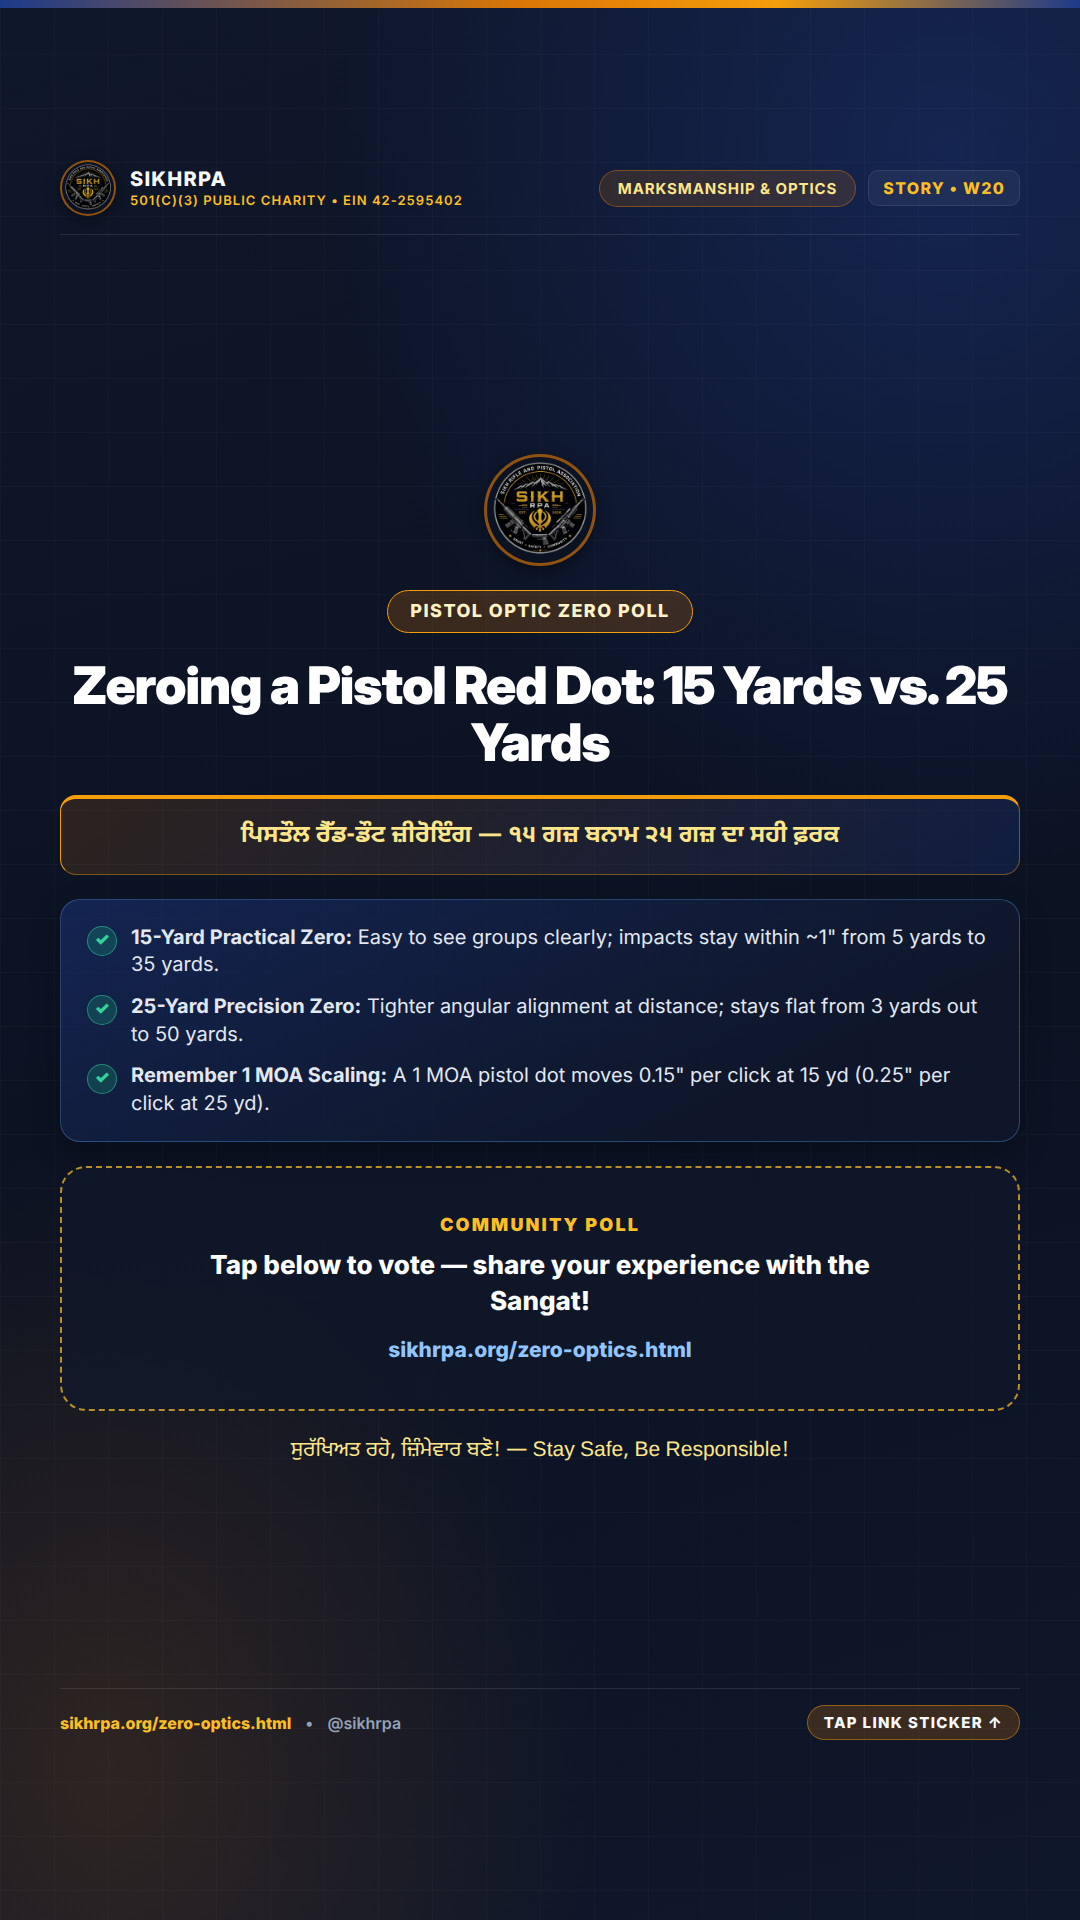 SIKHRPA
501(C)(3) PUBLIC CHARITY • EIN 42-2595402
MARKSMANSHIP & OPTICS
STORY • W20
SIKH RIFLE AND PISTOL ASSOCIATION
SIKH
RPA
PISTOL OPTIC ZERO POLL
Zeroing a Pistol Red Dot: 15 Yards vs. 25
Yards
ਪਿਸਤੌਲ ਰੈੱਡ-ਡੌਟ ਜ਼ੀਰੋਇੰਗ — ੧੫ ਗਜ਼ ਬਨਾਮ ੨੫ ਗਜ਼ ਦਾ ਸਹੀ ਫ਼ਰਕ
15-Yard Practical Zero: Easy to see groups clearly; impacts stay within ~1" from 5 yards to
35 yards.
25-Yard Precision Zero: Tighter angular alignment at distance; stays flat from 3 yards out
to 50 yards.
Remember 1 MOA Scaling: A 1 MOA pistol dot moves 0.15" per click at 15 yd (0.25" per
click at 25 yd).
COMMUNITY POLL
Tap below to vote — share your experience with the
Sangat!
sikhrpa.org/zero-optics.html
ਸੁਰੱਖਿਅਤ ਰਹੋ, ਜ਼ਿੰਮੇਵਾਰ ਬਣੋ! — Stay Safe, Be Responsible!
sikhrpa.org/zero-optics.html • @sikhrpa
TAP LINK STICKER ↑